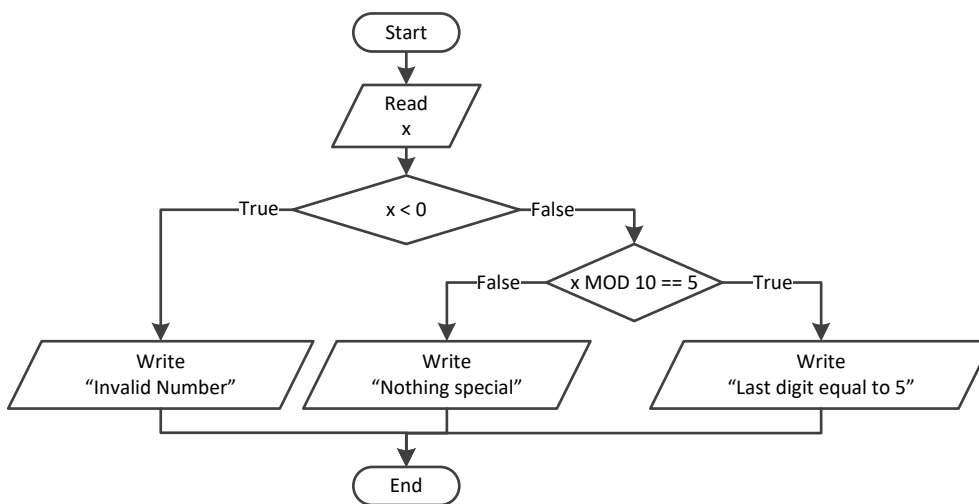 Start
Read
x
x < 0
True
False
x MOD 10 == 5
False
True
Write
“Invalid Number”
Write
“Nothing special”
Write
“Last digit equal to 5”
End